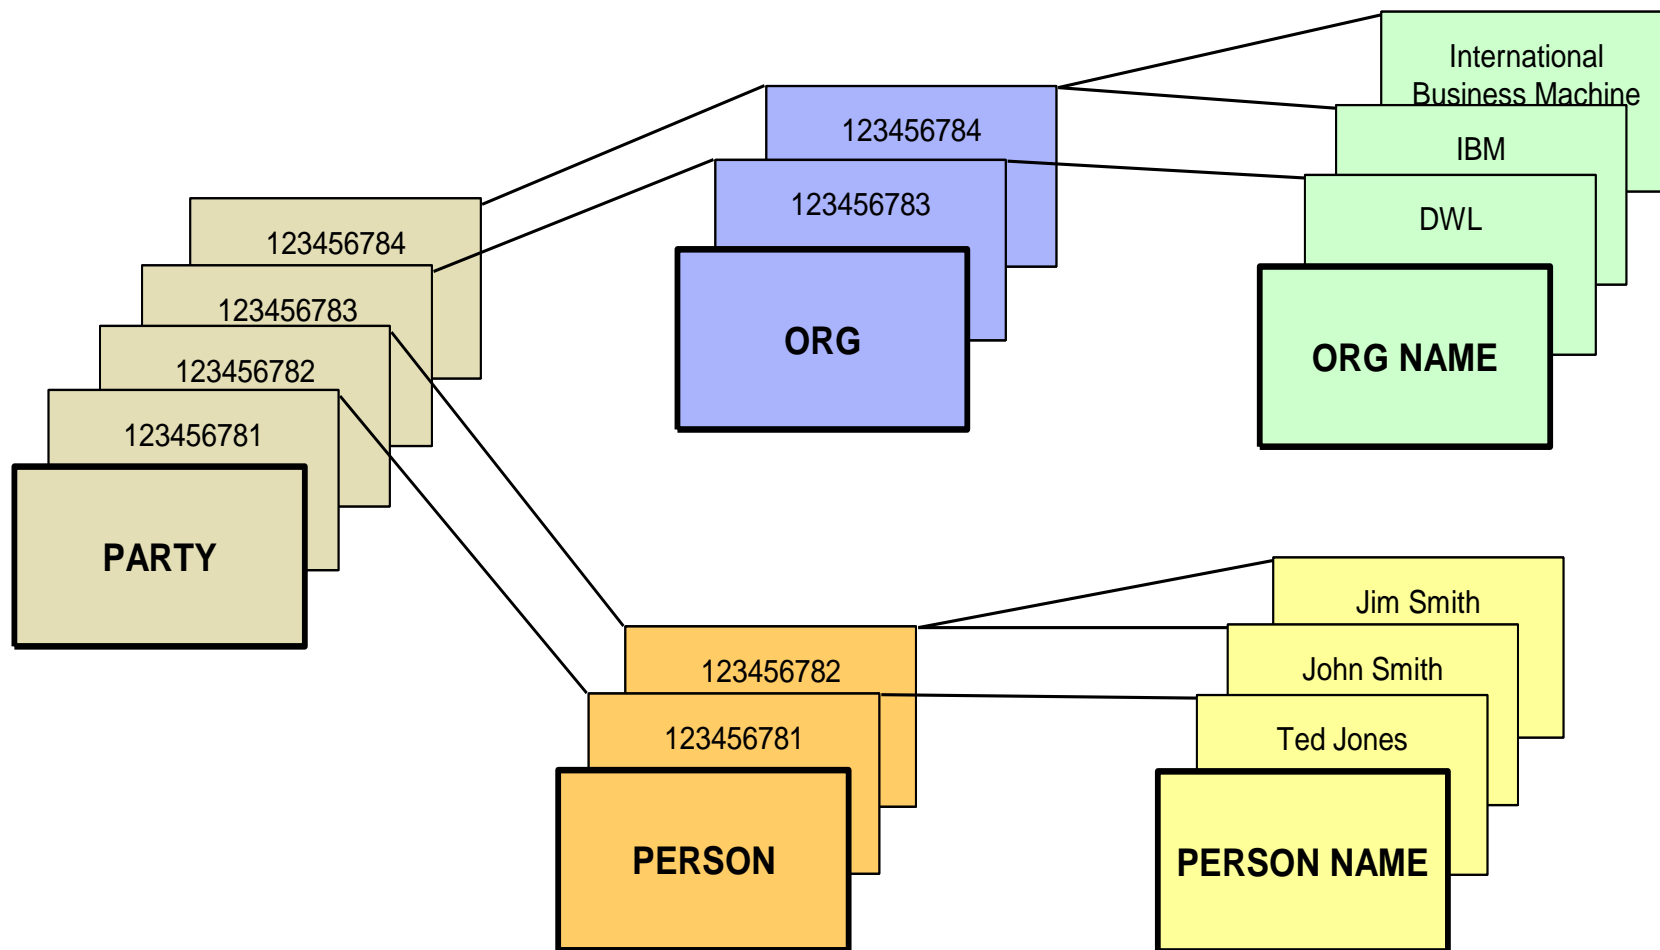 International
Business Machine
IBM
DWL
ORG NAME
123456784
123456783
ORG
123456784
123456783
123456782
123456781
PARTY
Jim Smith
John Smith
Ted Jones
PERSON NAME
123456782
123456781
PERSON